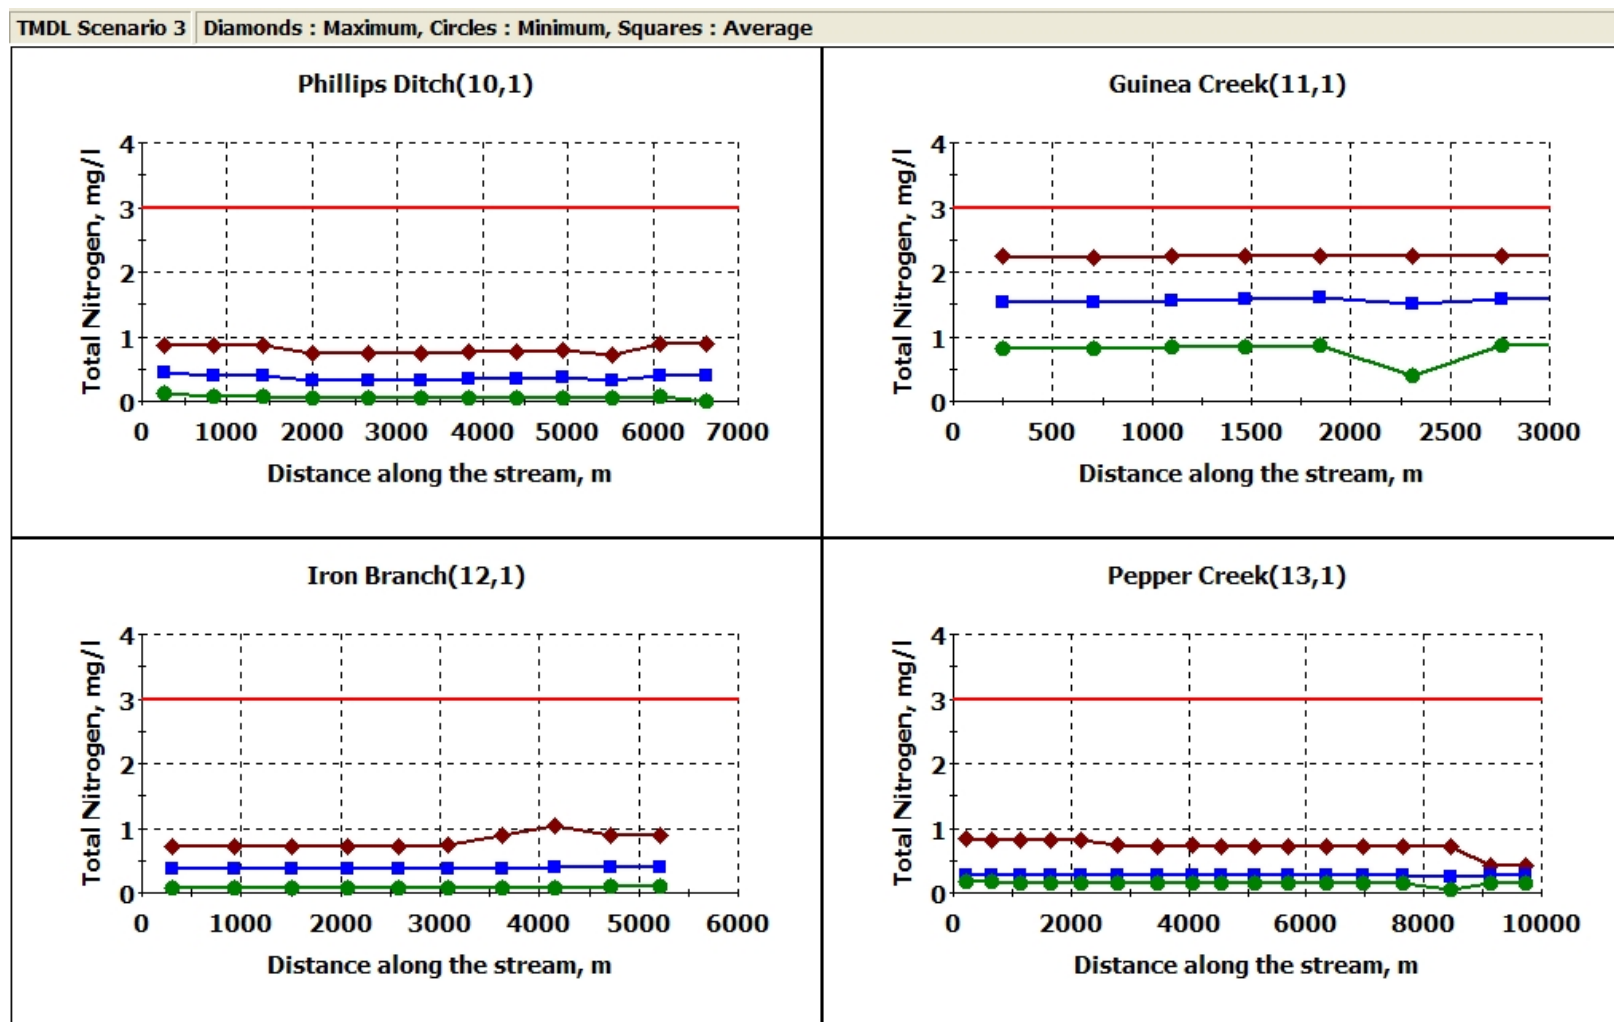 TMDL Scenario 3 Diamonds : Maximum, Circles : Minimum, Squares : Average
Phillips Ditch(10,1)
Total Nitrogen, mg/l
4
3
2
1
0
0 1000 2000 3000 4000 5000 6000 7000
Distance along the stream, m
Guinea Creek(11,1)
Total Nitrogen, mg/l
4
3
2
1
0
0 500 1000 1500 2000 2500 3000
Distance along the stream, m
Iron Branch(12,1)
Total Nitrogen, mg/l
4
3
2
1
0
0 1000 2000 3000 4000 5000 6000
Distance along the stream, m
Pepper Creek(13,1)
Total Nitrogen, mg/l
4
3
2
1
0
0 2000 4000 6000 8000 10000
Distance along the stream, m